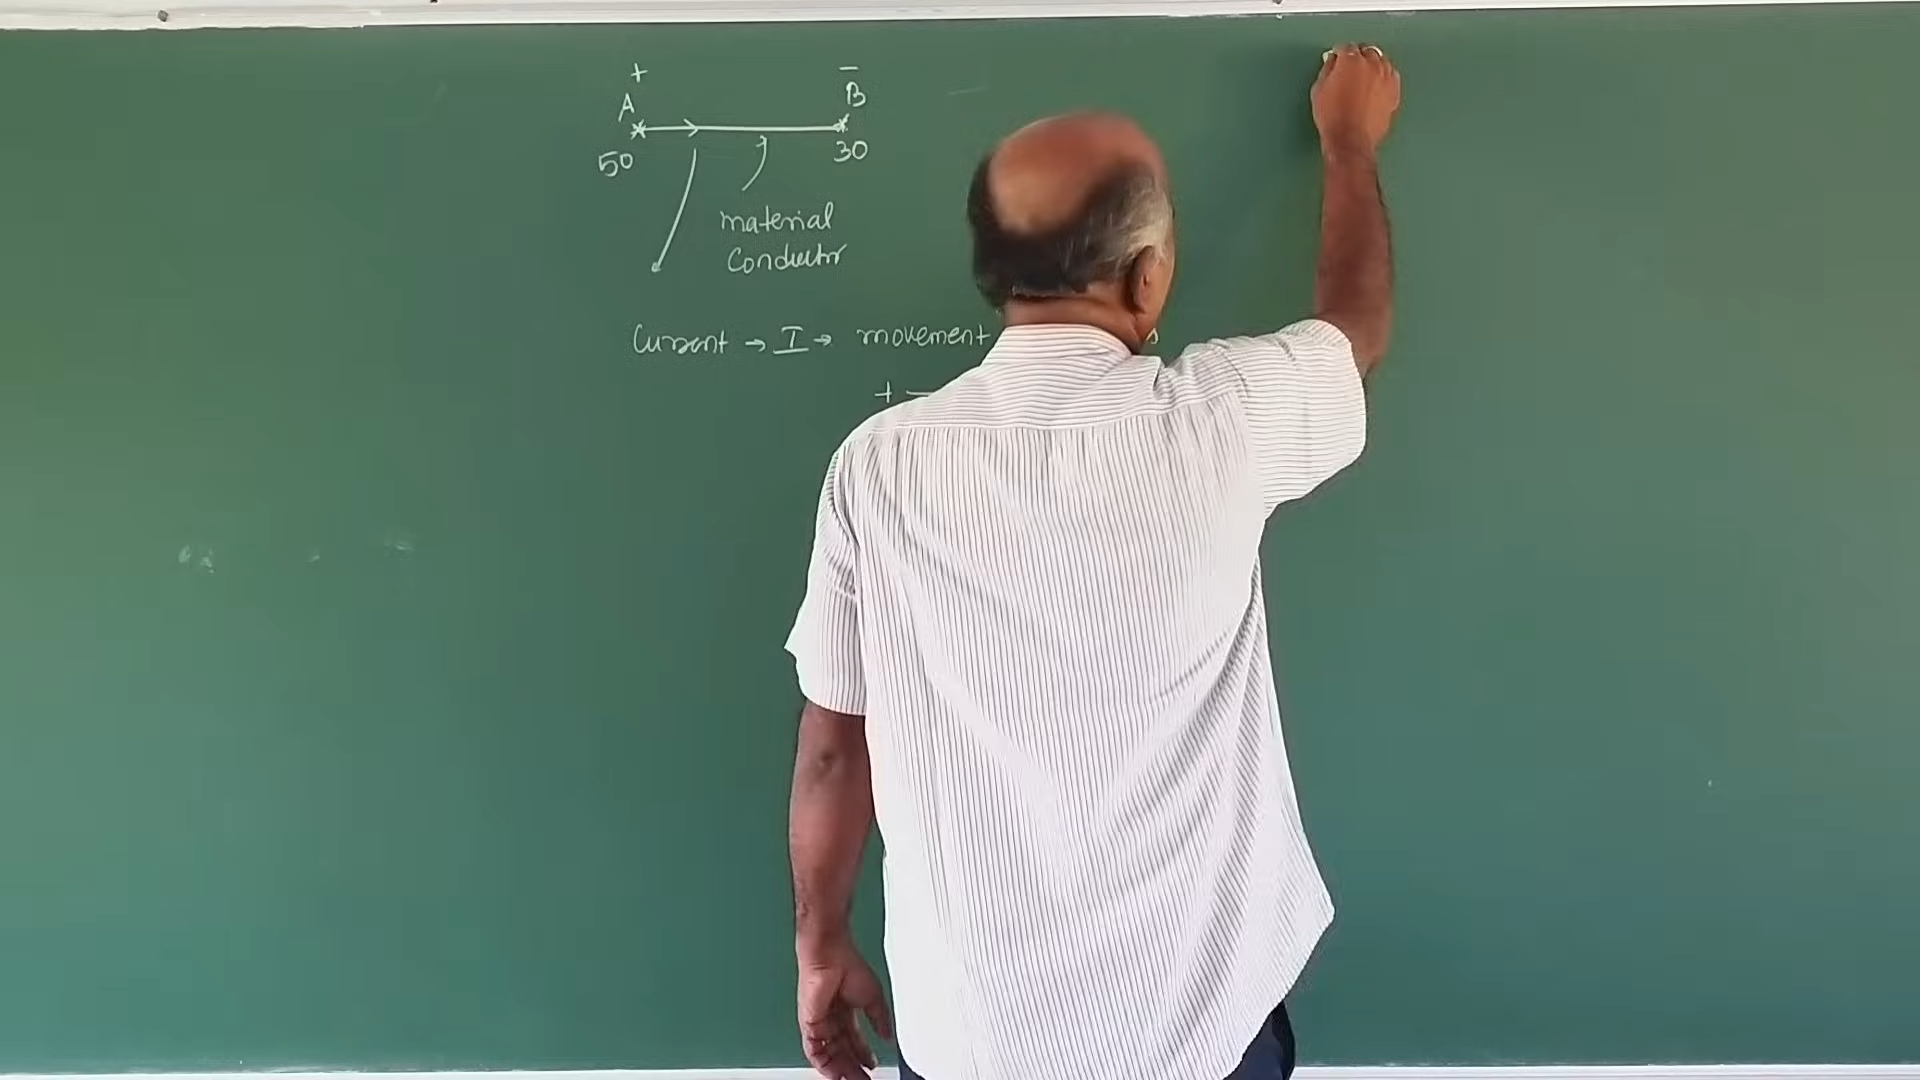 + −
A B
50 30
material
Conductor
Current → I → movement
+ —